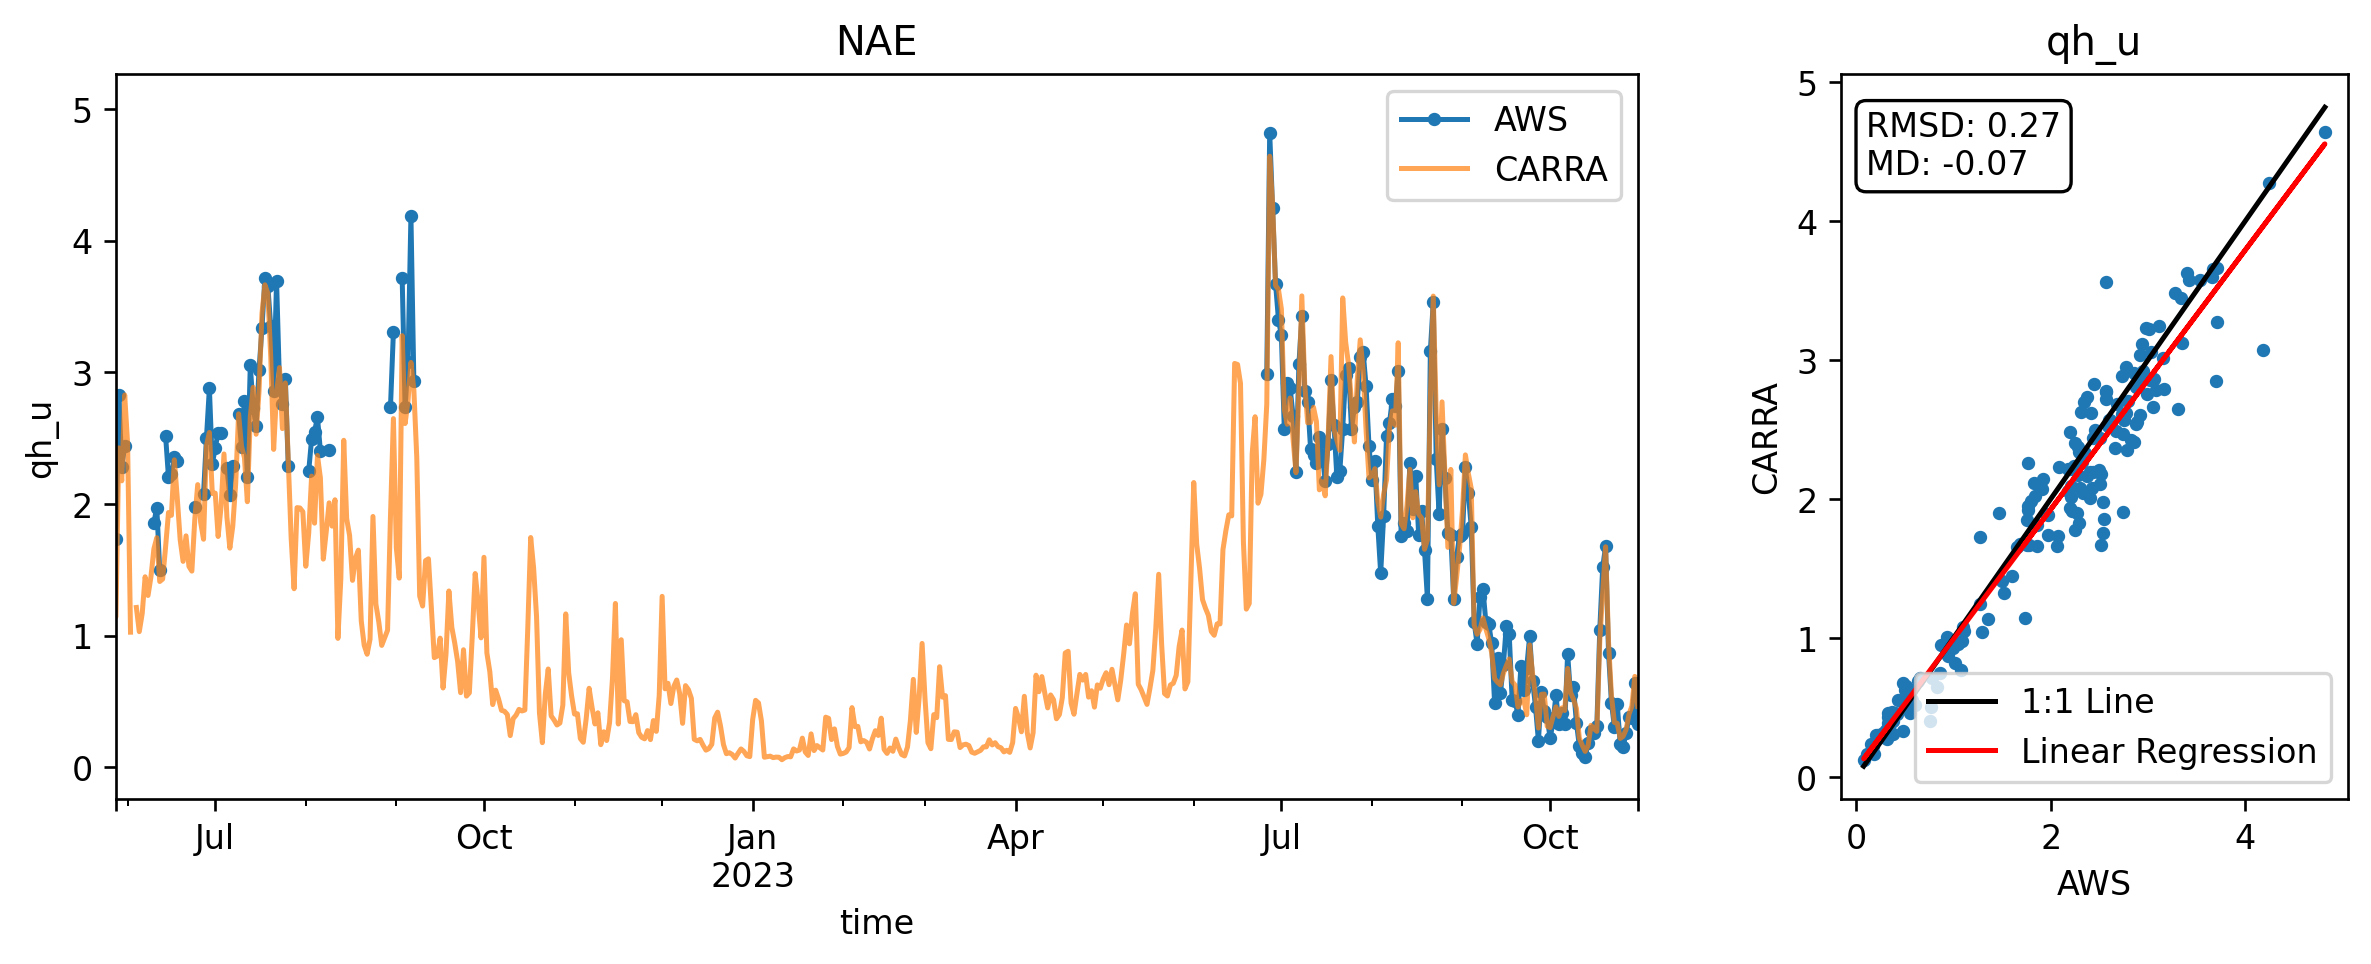 NAE
qh_u
5
4
3
2
1
0
AWS
CARRA
Jul
Oct
Jan
2023
Apr
Jul
Oct
time
qh_u
CARRA
5
4
3
2
1
0
RMSD: 0.27
MD: -0.07
1:1 Line
Linear Regression
0
2
4
AWS